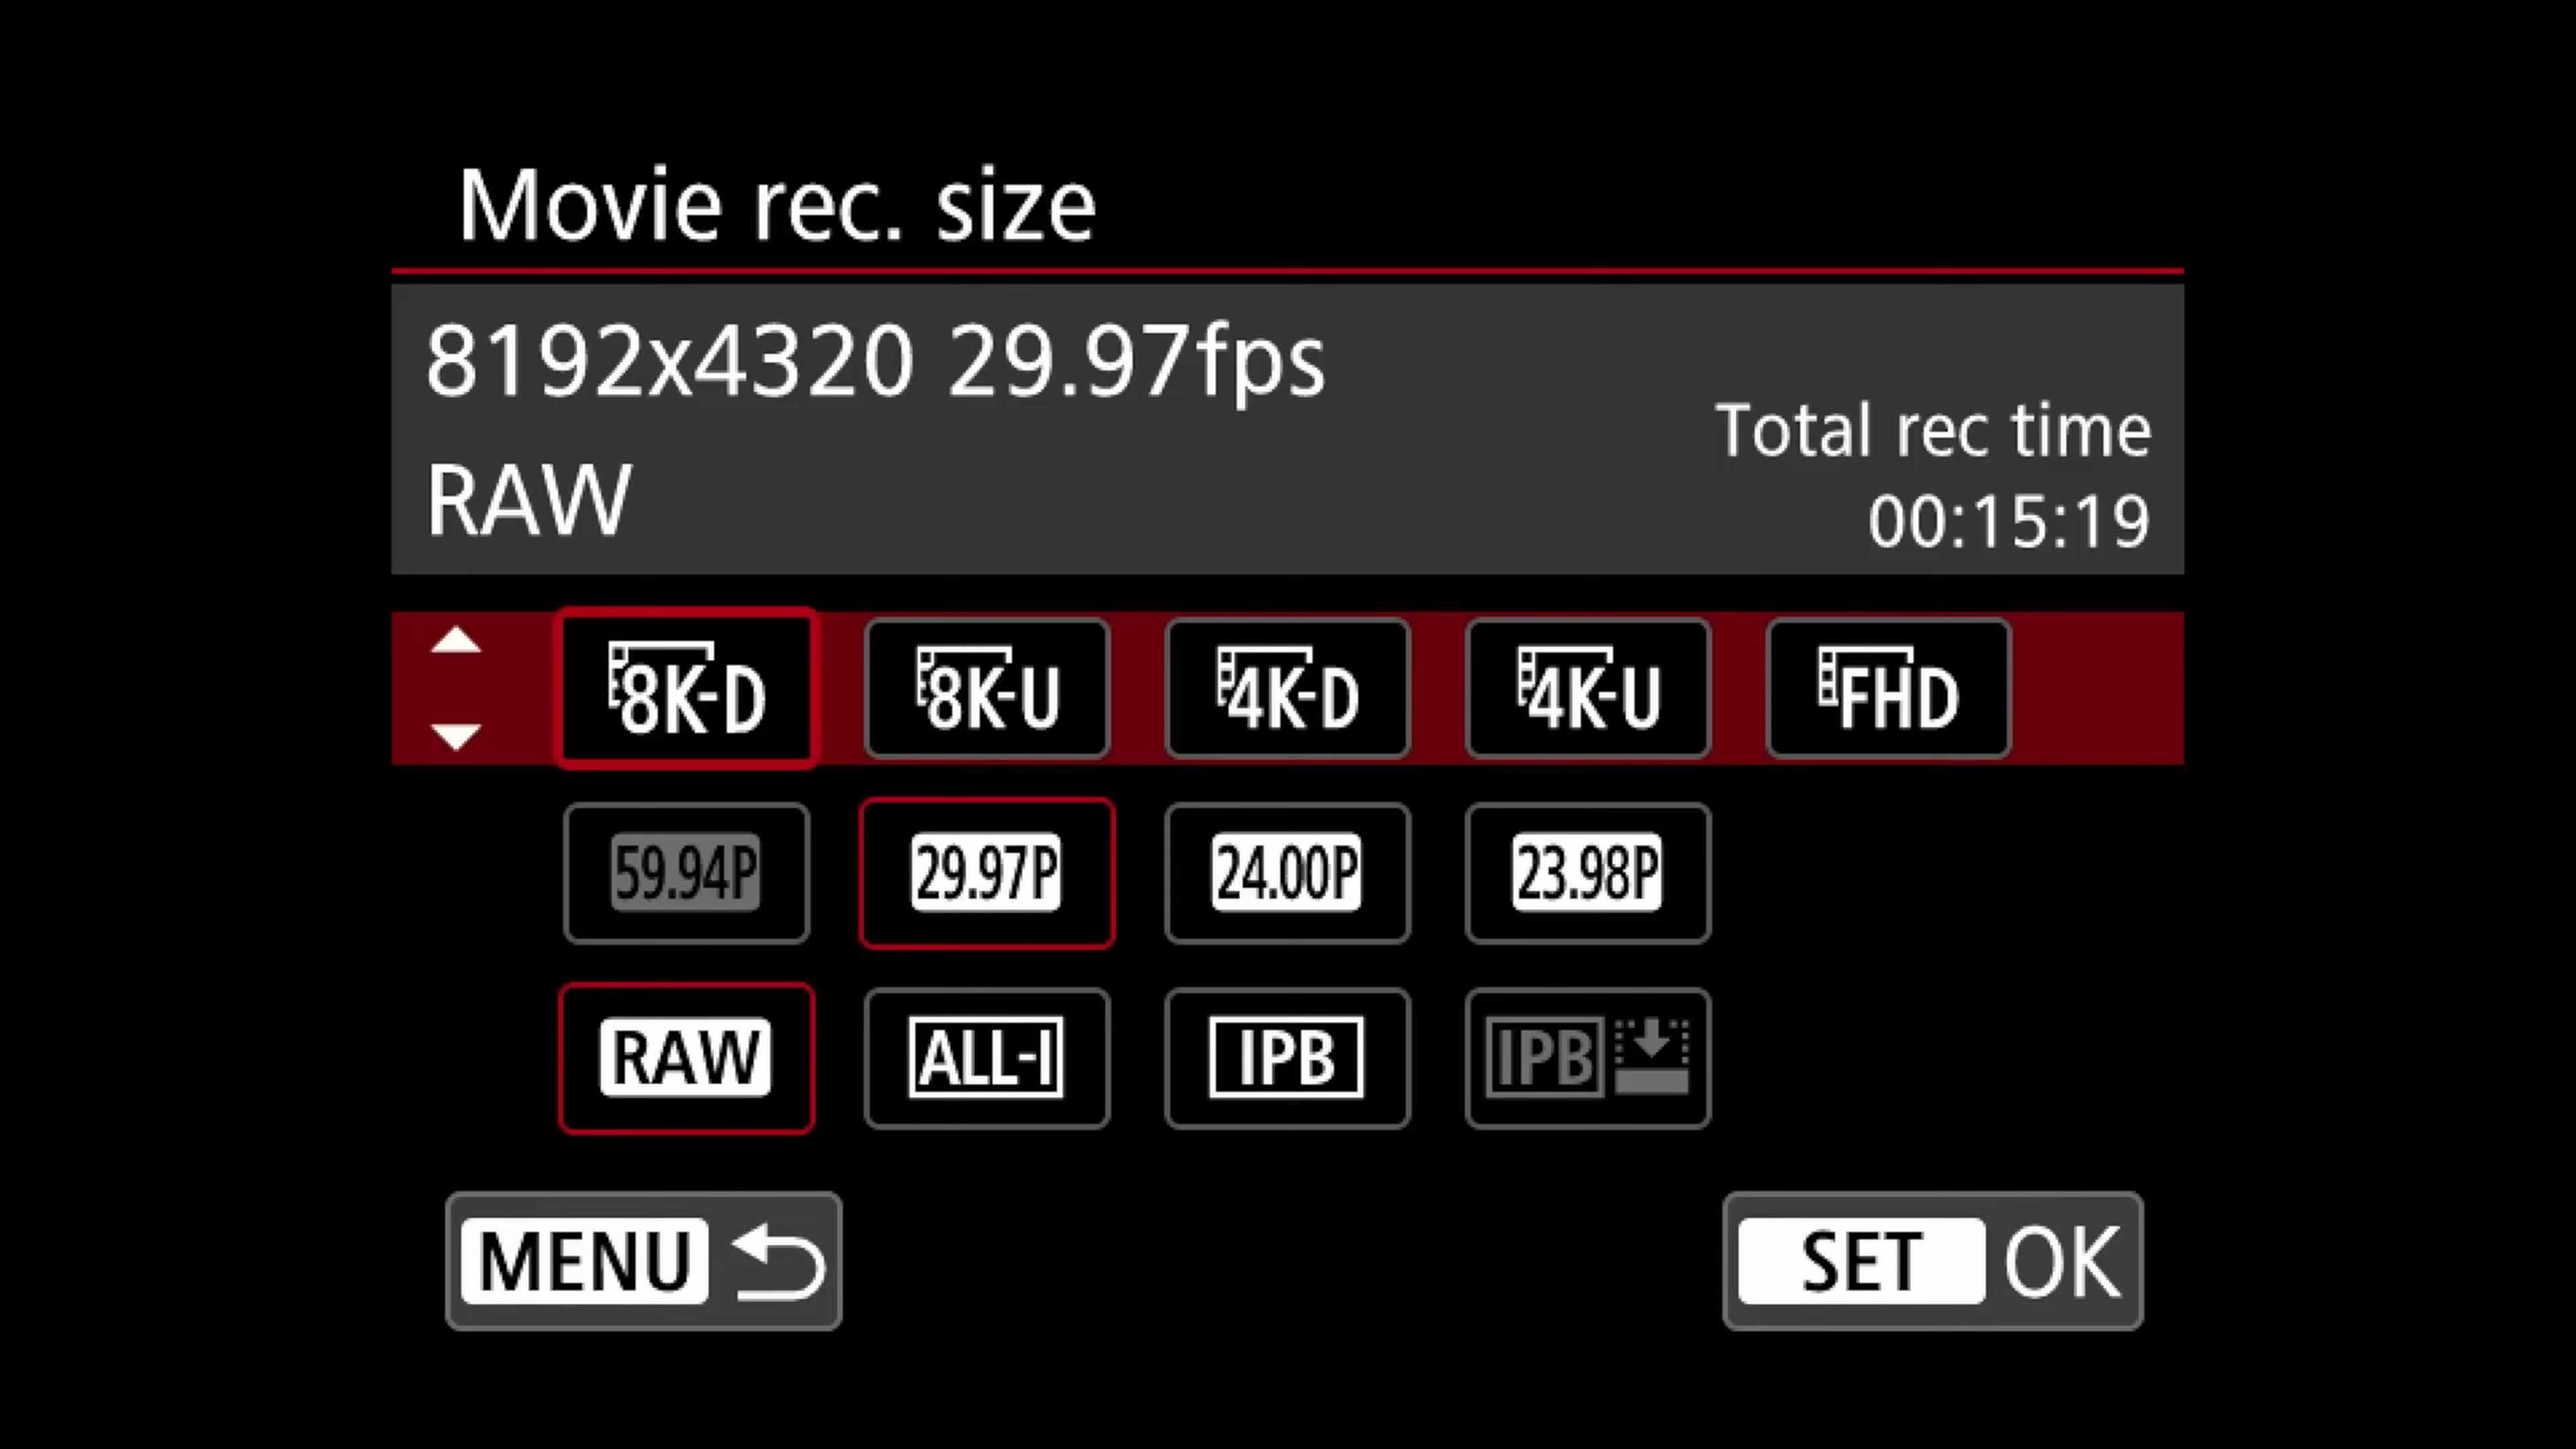 Movie rec. size
8192x4320 29.97fps
RAW
Total rec time
00:15:19
8K-D 8K-U 4K-D 4K-U FHD
59.94P 29.97P 24.00P 23.98P
RAW ALL-I IPB IPB
MENU SET OK